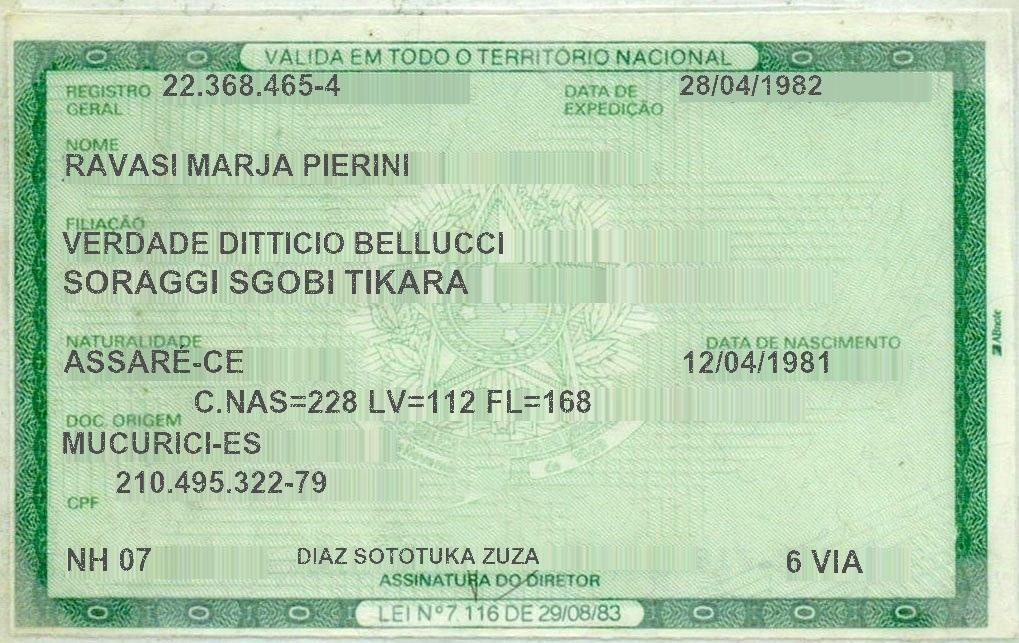 VÁLIDA EM TODO O TERRITÓRIO NACIONAL
REGISTRO GERAL 22.368.465-4 DATA DE EXPEDIÇÃO 28/04/1982
NOME
RAVASI MARJA PIERINI
FILIAÇÃO
VERDADE DITTICIO BELLUCCI
SORAGGI SGOBI TIKARA
NATURALIDADE DATA DE NASCIMENTO
ASSARÉ-CE 12/04/1981
C.NAS=228 LV=112 FL=168
DOC. ORIGEM
MUCURICI-ES
210.495.322-79
CPF
NH 07 DIAZ SOTOTUKA ZUZA 6 VIA
ASSINATURA DO DIRETOR
LEI Nº 7.116 DE 29/08/83
ABnote